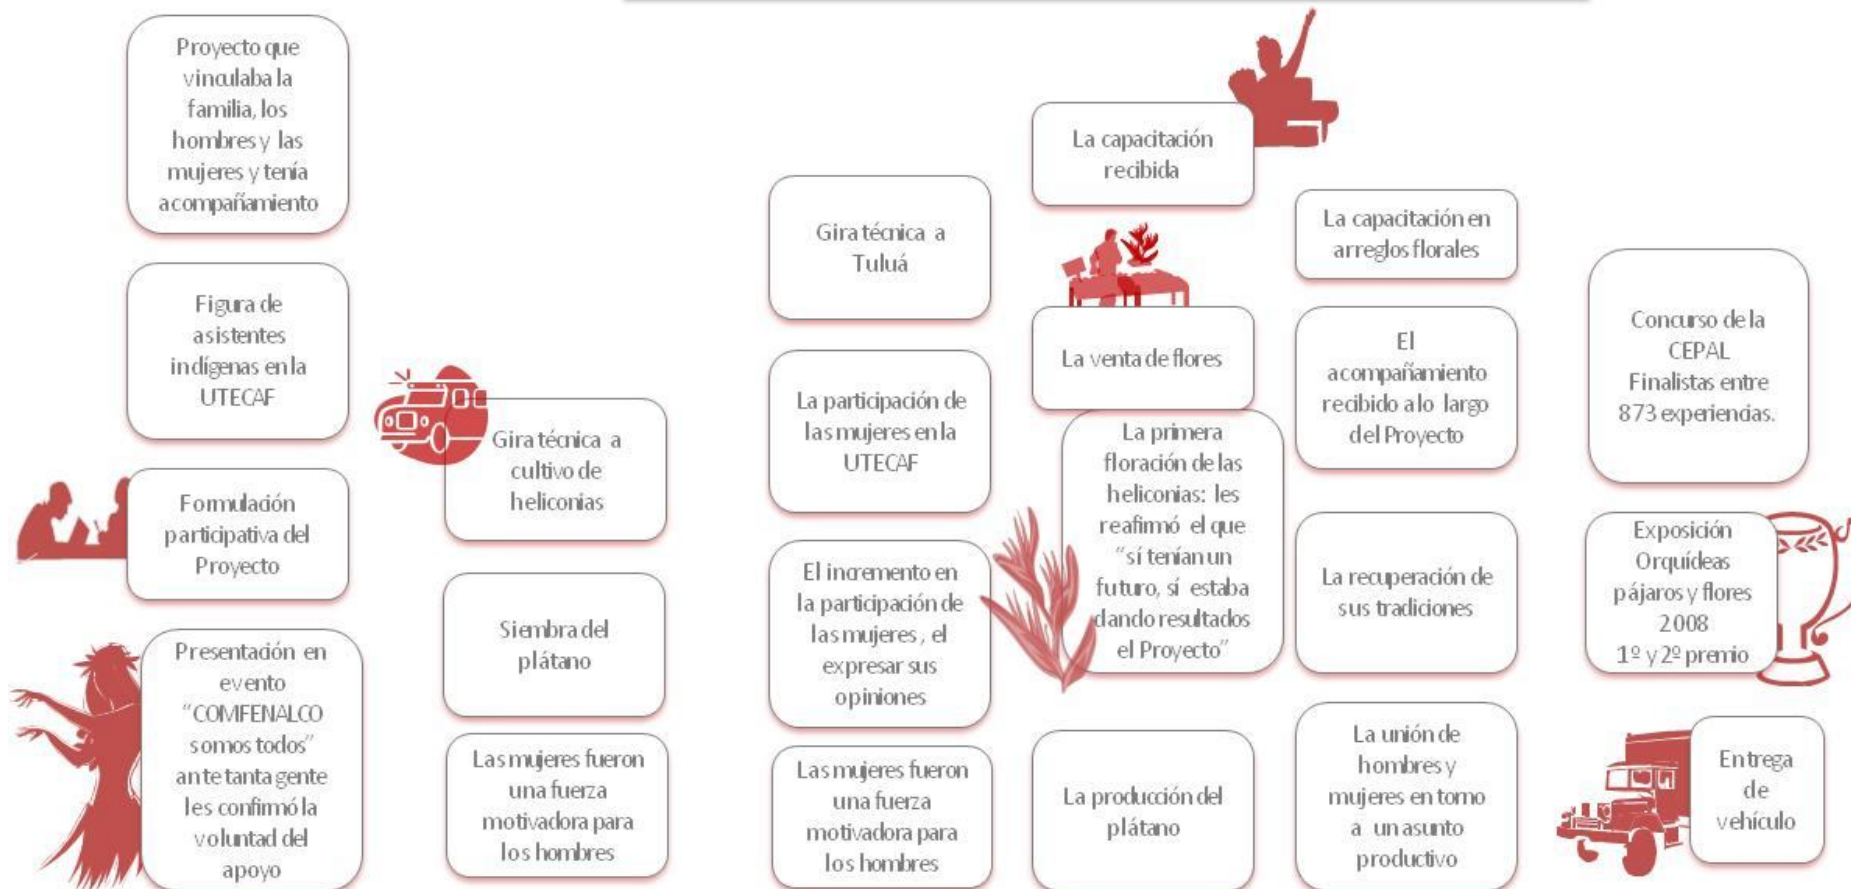 Proyecto que
vinculaba la
familia, los
hombres y las
mujeres y tenía
acompañamiento
Figura de
asistentes
indígenas en la
UTECAF
Formulación
participativa del
Proyecto
Presentación en
evento
“COMFENALCO
somos todos”
ante tanta gente
les confirmó la
voluntad del
apoyo
Gira técnica a
cultivo de
heliconias
Siembra del
plátano
Las mujeres fueron
una fuerza
motivadora para
los hombres
Gira técnica a
Tuluá
La participación de
las mujeres en la
UTECAF
El incremento en
la participación de
las mujeres , el
expresar sus
opiniones
Las mujeres fueron
una fuerza
motivadora para
los hombres
La capacitación
recibida
La venta de flores
La primera
floración de las
heliconias: les
reafirmó el que
“sí tenían un
futuro, sí estaba
dando resultados
el Proyecto”
La producción del
plátano
La capacitación en
arreglos florales
El
acompañamiento
recibido a lo largo
del Proyecto
La recuperación de
sus tradiciones
La unión de
hombres y
mujeres en torno
a un asunto
productivo
Concurso de la
CEPAL
Finalistas entre
873 experiencias.
Exposición
Orquídeas
pájaros y flores
2008
1º y 2º premio
Entrega
de
vehículo